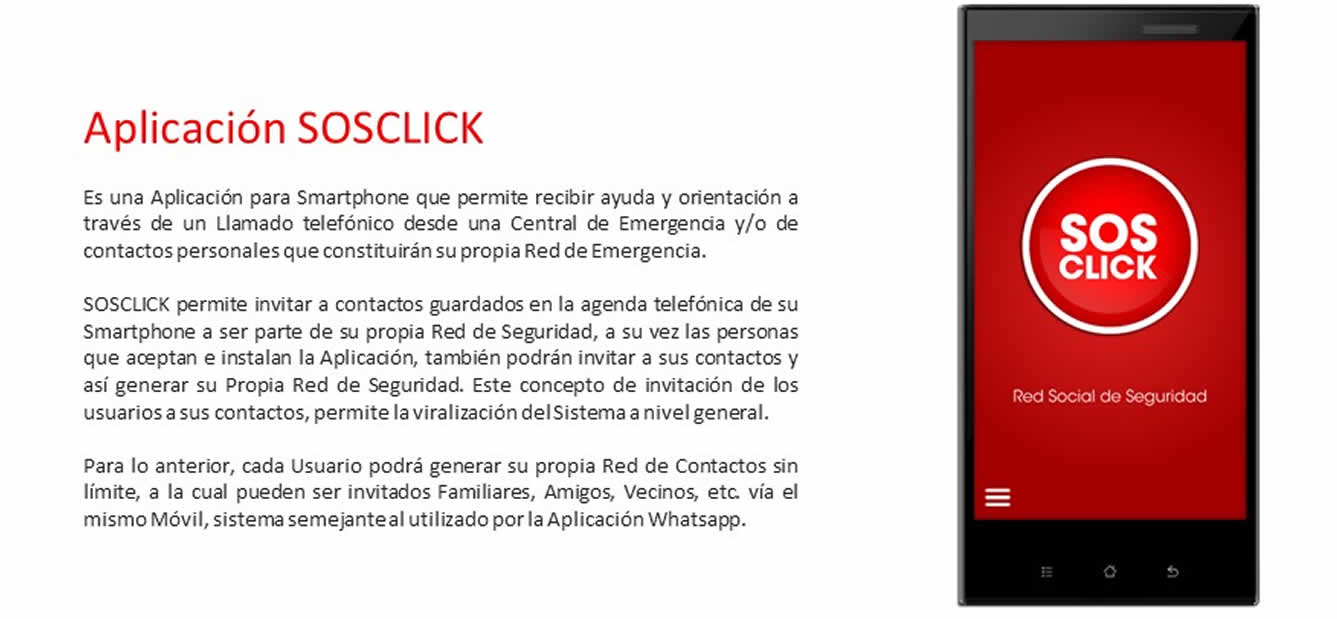 Aplicación SOSCLICK
Es una Aplicación para Smartphone que permite recibir ayuda y orientación a
través de un Llamado telefónico desde una Central de Emergencia y/o de
contactos personales que constituirán su propia Red de Emergencia.
SOSCLICK permite invitar a contactos guardados en la agenda telefónica de su
Smartphone a ser parte de su propia Red de Seguridad, a su vez las personas
que aceptan e instalan la Aplicación, también podrán invitar a sus contactos y
así generar su Propia Red de Seguridad. Este concepto de invitación de los
usuarios a sus contactos, permite la viralización del Sistema a nivel general.
Para lo anterior, cada Usuario podrá generar su propia Red de Contactos sin
límite, a la cual pueden ser invitados Familiares, Amigos, Vecinos, etc. vía el
mismo Móvil, sistema semejante al utilizado por la Aplicación Whatsapp.
SOS
CLICK
Red Social de Seguridad